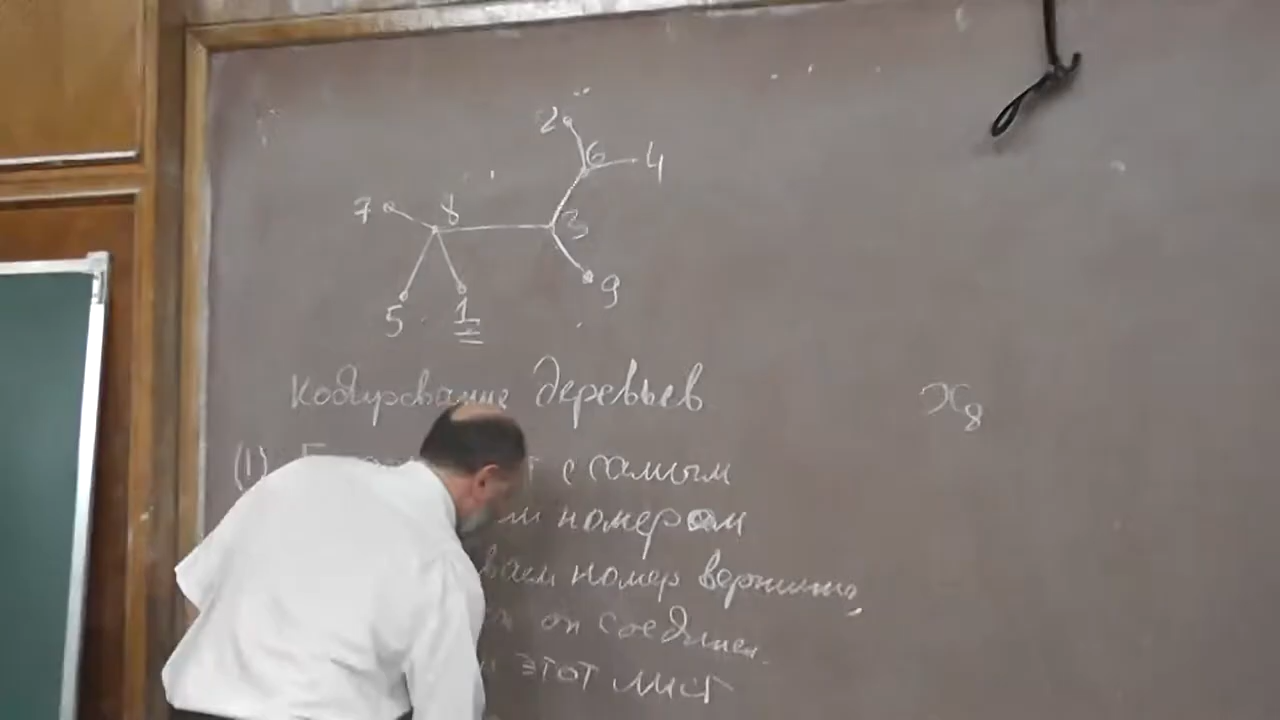 2
6 4
7 8 3
9
5 1
Кодирование деревьев
x₈
(1) с самым
номером
номер вершины,
он соединен
этот лист